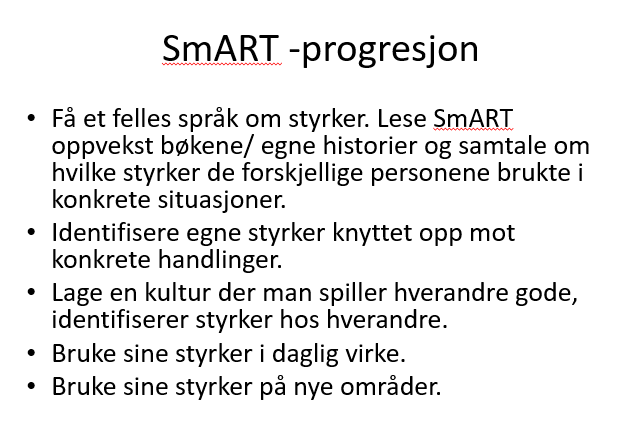 SmART -progresjon
• Få et felles språk om styrker. Lese SmART
oppvekst bøkene/ egne historier og samtale om
hvilke styrker de forskjellige personene brukte i
konkrete situasjoner.
• Identifisere egne styrker knyttet opp mot
konkrete handlinger.
• Lage en kultur der man spiller hverandre gode,
identifiserer styrker hos hverandre.
• Bruke sine styrker i daglig virke.
• Bruke sine styrker på nye områder.